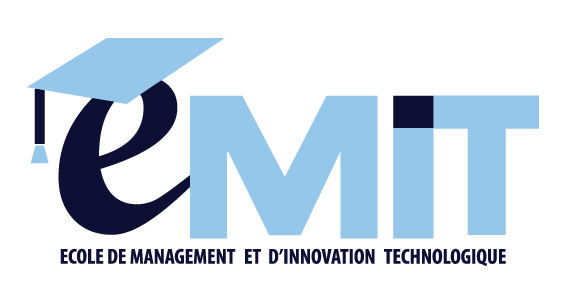 eMiT
ECOLE DE MANAGEMENT ET D'INNOVATION TECHNOLOGIQUE